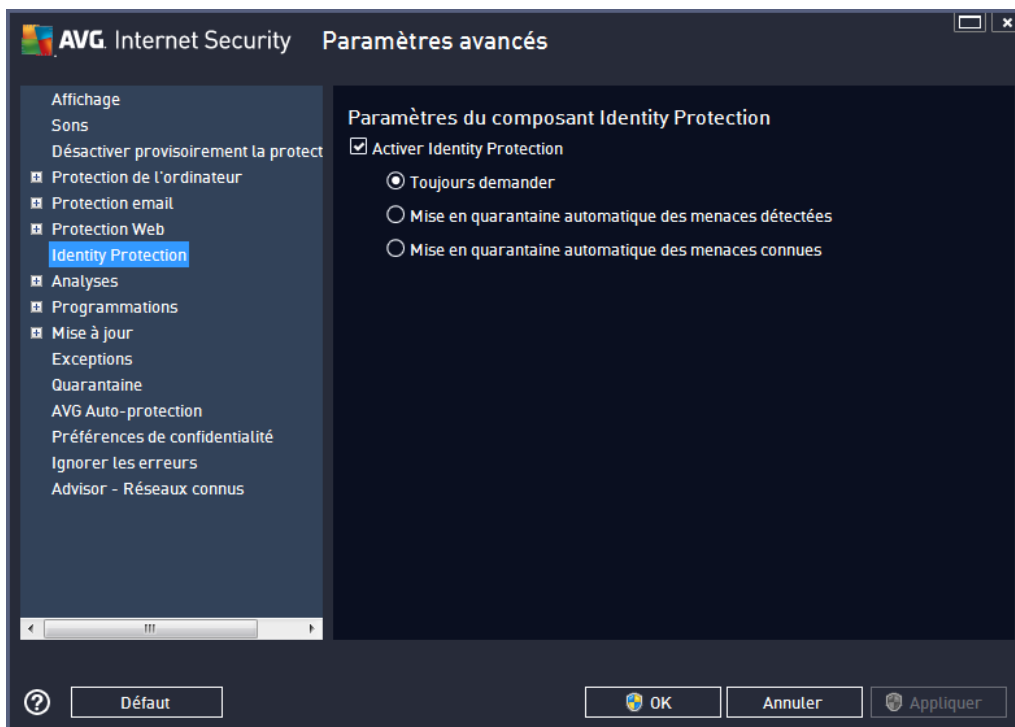 AVG. Internet Security Paramètres avancés
Affichage
Sons
Désactiver provisoirement la protect
Protection de l'ordinateur
Protection email
Protection Web
Identity Protection
Analyses
Programmations
Mise à jour
Exceptions
Quarantaine
AVG Auto-protection
Préférences de confidentialité
Ignorer les erreurs
Advisor - Réseaux connus
Paramètres du composant Identity Protection
Activer Identity Protection
Toujours demander
Mise en quarantaine automatique des menaces détectées
Mise en quarantaine automatique des menaces connues
? Défaut OK Annuler Appliquer